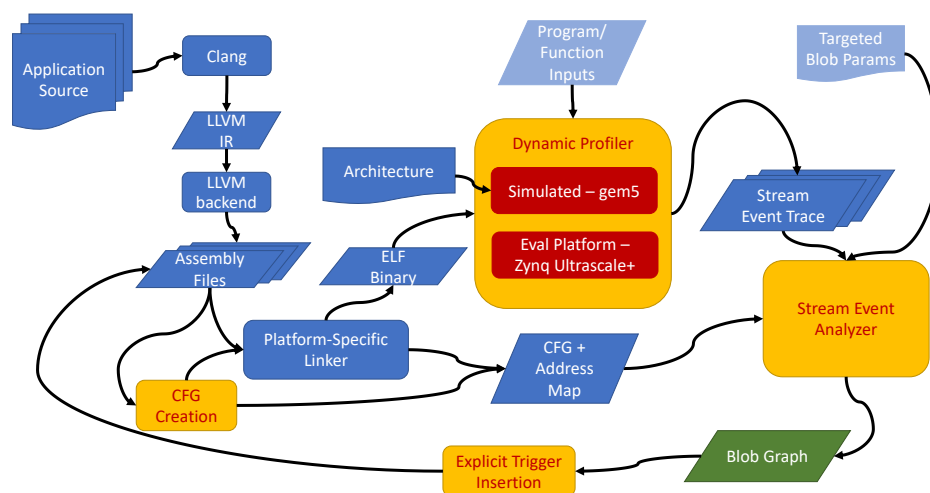 Application
Source
Clang
LLVM
IR
LLVM
backend
Assembly
Files
Program/
Function
Inputs
Targeted
Blob Params
Dynamic Profiler
Architecture
Simulated – gem5
Eval Platform –
Zynq Ultrascale+
Stream
Event Trace
ELF
Binary
Platform-Specific
Linker
CFG
Creation
CFG +
Address
Map
Stream Event
Analyzer
Explicit Trigger
Insertion
Blob Graph